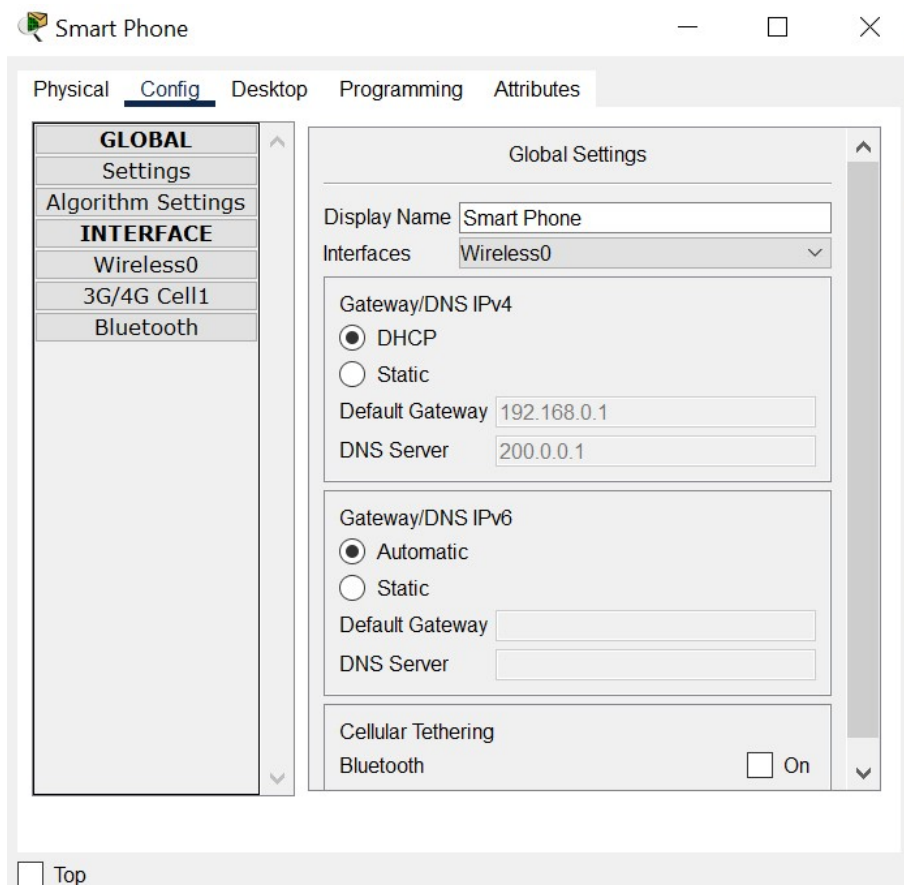 Smart Phone
Physical Config Desktop Programming Attributes
GLOBAL
Settings
Algorithm Settings
INTERFACE
Wireless0
3G/4G Cell1
Bluetooth
Global Settings
Display Name Smart Phone
Interfaces Wireless0
Gateway/DNS IPv4
DHCP
Static
Default Gateway 192.168.0.1
DNS Server 200.0.0.1
Gateway/DNS IPv6
Automatic
Static
Default Gateway
DNS Server
Cellular Tethering
Bluetooth On
Top